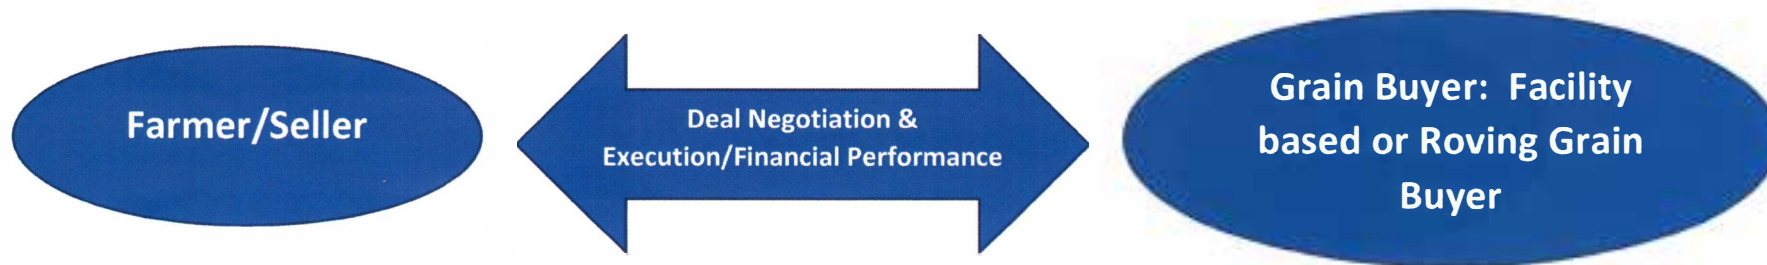 Farmer/Seller
Deal Negotiation &
Execution/Financial Performance
Grain Buyer:  Facility
based or Roving Grain
Buyer